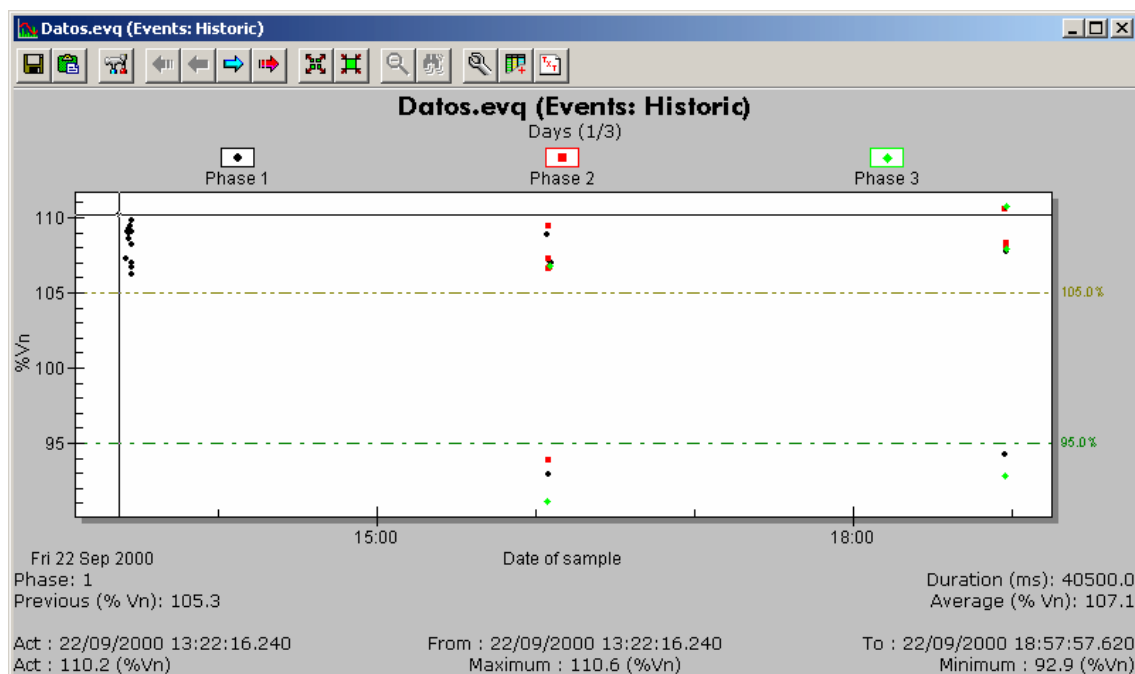 Datos.evq (Events: Historic)
TxT
Datos.evq (Events: Historic)
Days (1/3)
Phase 1 Phase 2 Phase 3
110
105
100
95
%Vn
105.0%
95.0%
15:00 18:00
Fri 22 Sep 2000 Date of sample
Phase: 1 Duration (ms): 40500.0
Previous (% Vn): 105.3 Average (% Vn): 107.1
Act : 22/09/2000 13:22:16.240 From : 22/09/2000 13:22:16.240 To : 22/09/2000 18:57:57.620
Act : 110.2 (%Vn) Maximum : 110.6 (%Vn) Minimum : 92.9 (%Vn)